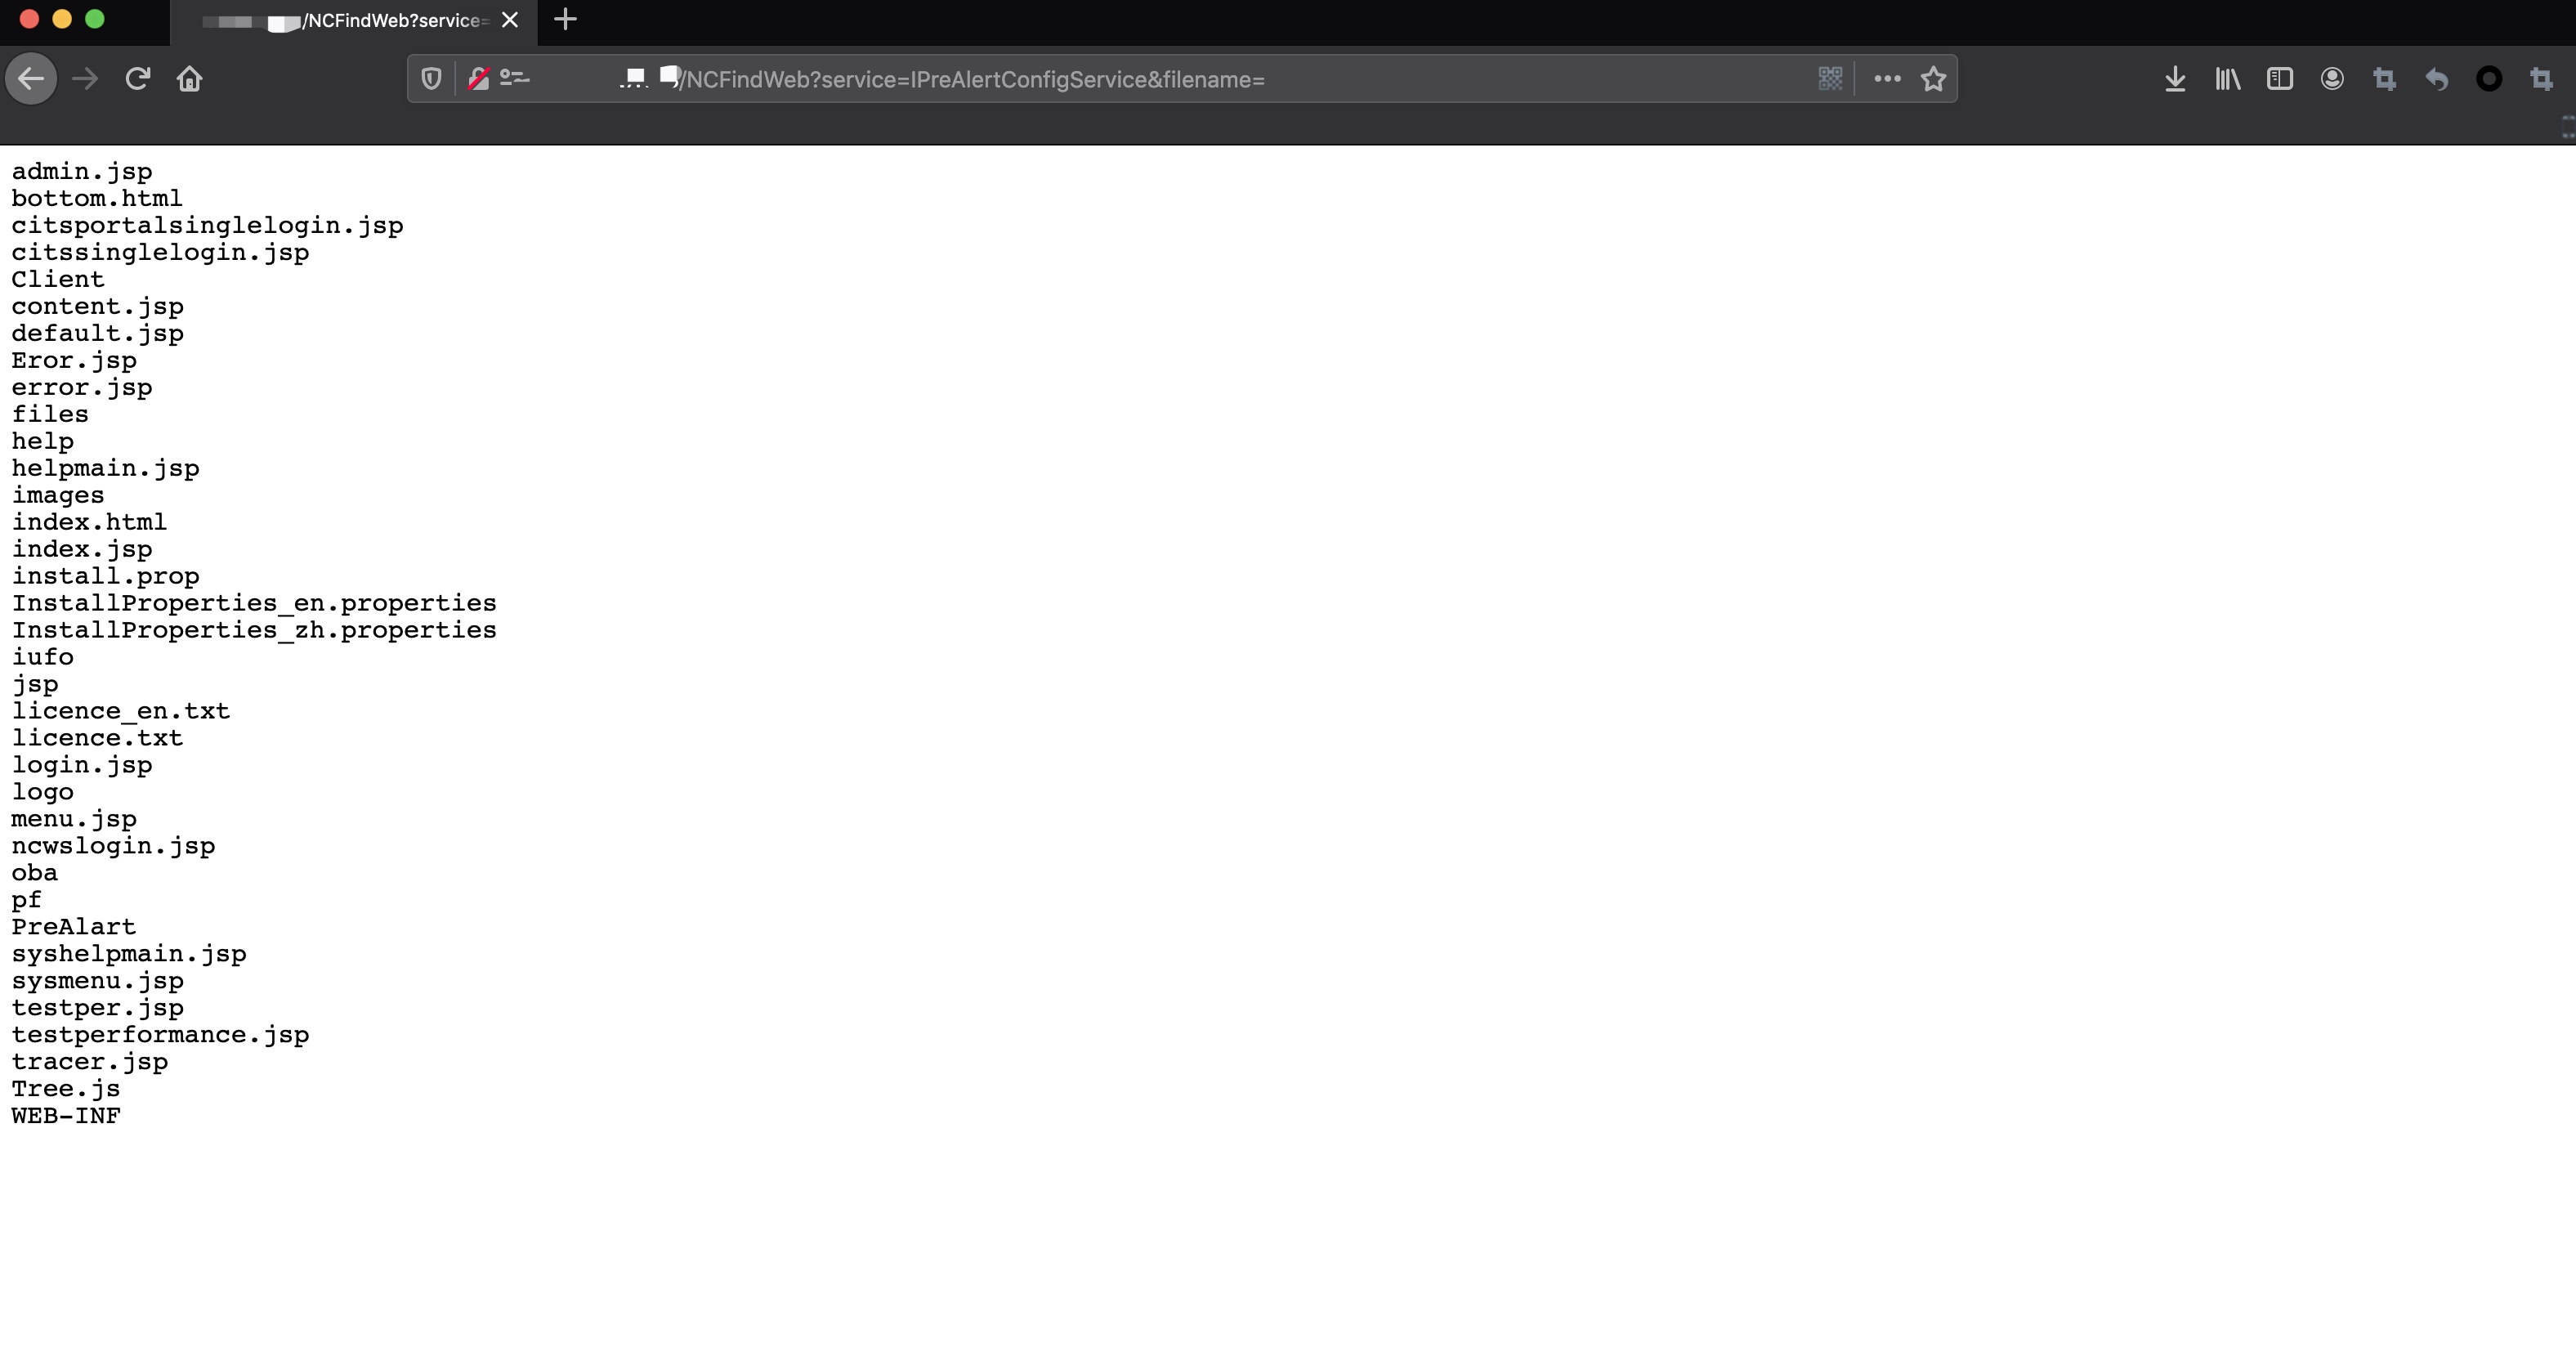 /NCFindWeb?service=
/NCFindWeb?service=IPreAlertConfigService&filename=
admin.jsp
bottom.html
citsportalsinglelogin.jsp
citssinglelogin.jsp
Client
content.jsp
default.jsp
Eror.jsp
error.jsp
files
help
helpmain.jsp
images
index.html
index.jsp
install.prop
InstallProperties_en.properties
InstallProperties_zh.properties
iufo
jsp
licence_en.txt
licence.txt
login.jsp
logo
menu.jsp
ncwslogin.jsp
oba
pf
PreAlart
syshelpmain.jsp
sysmenu.jsp
testper.jsp
testperformance.jsp
tracer.jsp
Tree.js
WEB-INF